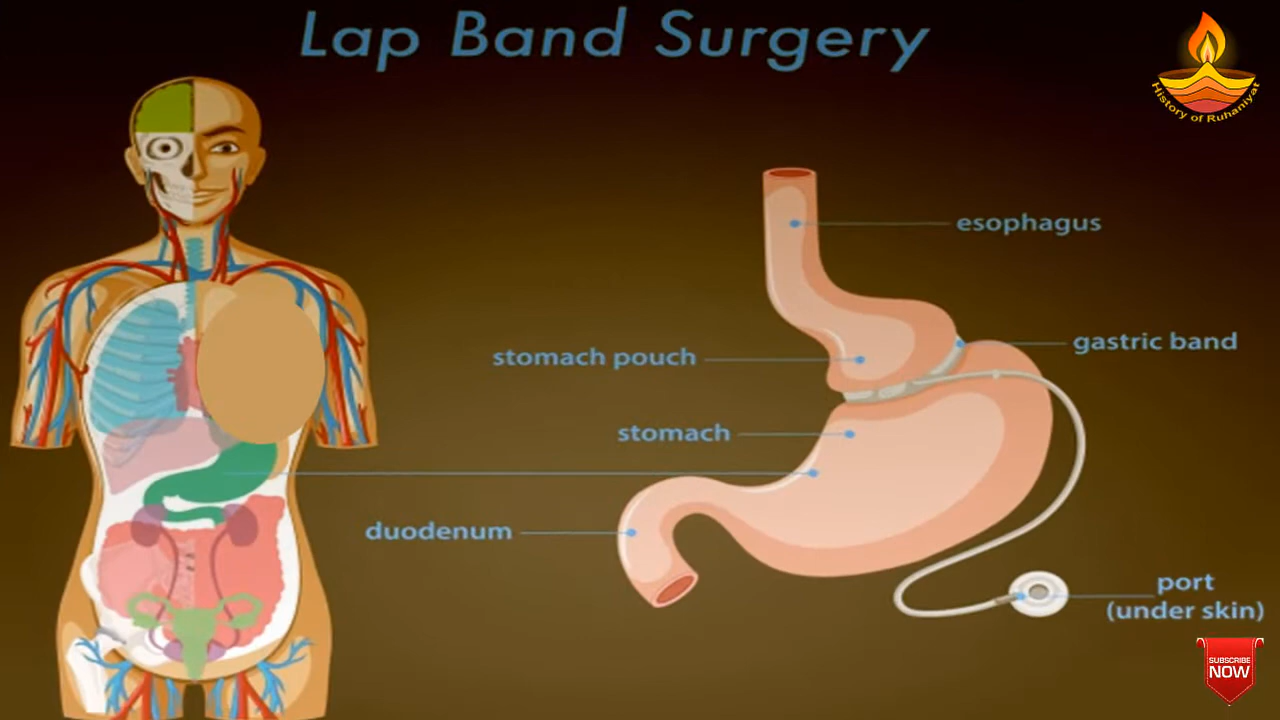 Lap Band Surgery
History of Ruhaniyat
esophagus
gastric band
stomach pouch
stomach
duodenum
port
(under skin)
SUBSCRIBE
NOW